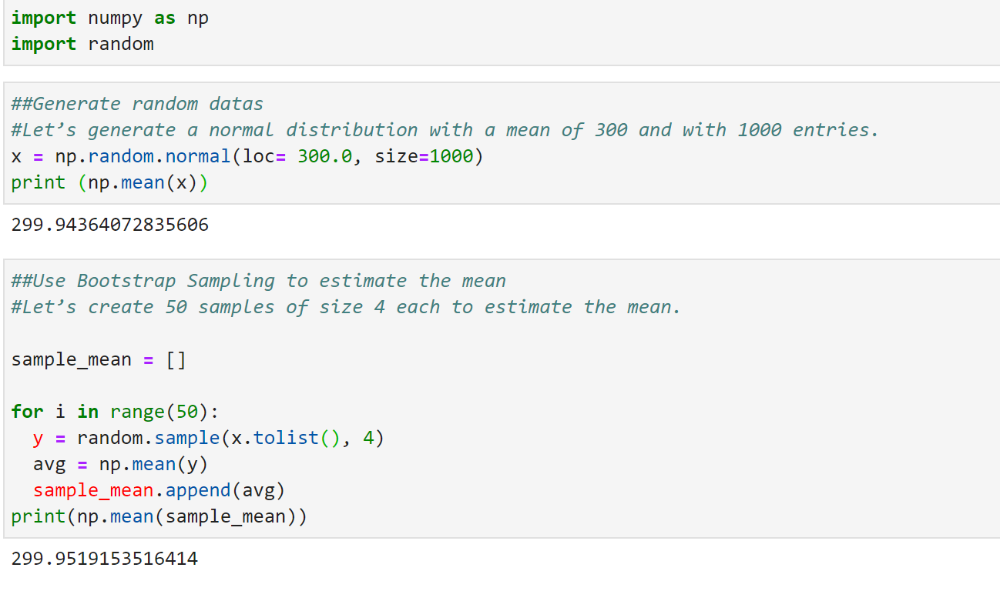 import numpy as np
import random
##Generate random datas
#Let’s generate a normal distribution with a mean of 300 and with 1000 entries.
x = np.random.normal(loc= 300.0, size=1000)
print (np.mean(x))
299.94364072835606
##Use Bootstrap Sampling to estimate the mean
#Let’s create 50 samples of size 4 each to estimate the mean.
sample_mean = []
for i in range(50):
  y = random.sample(x.tolist(), 4)
  avg = np.mean(y)
  sample_mean.append(avg)
print(np.mean(sample_mean))
299.9519153516414